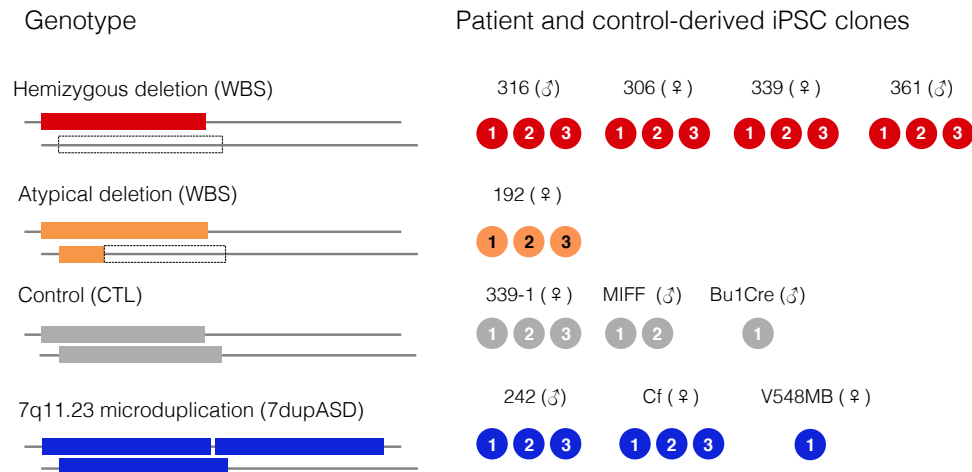 Genotype
Patient and control-derived iPSC clones
Hemizygous deletion (WBS)
316 (♂) 306 (♀) 339 (♀) 361 (♂)
1 2 3 1 2 3 1 2 3 1 2 3
Atypical deletion (WBS)
192 (♀)
1 2 3
Control (CTL)
339-1 (♀) MIFF (♂) Bu1Cre (♂)
1 2 3 1 2 1
7q11.23 microduplication (7dupASD)
242 (♂) Cf (♀) V548MB (♀)
1 2 3 1 2 3 1